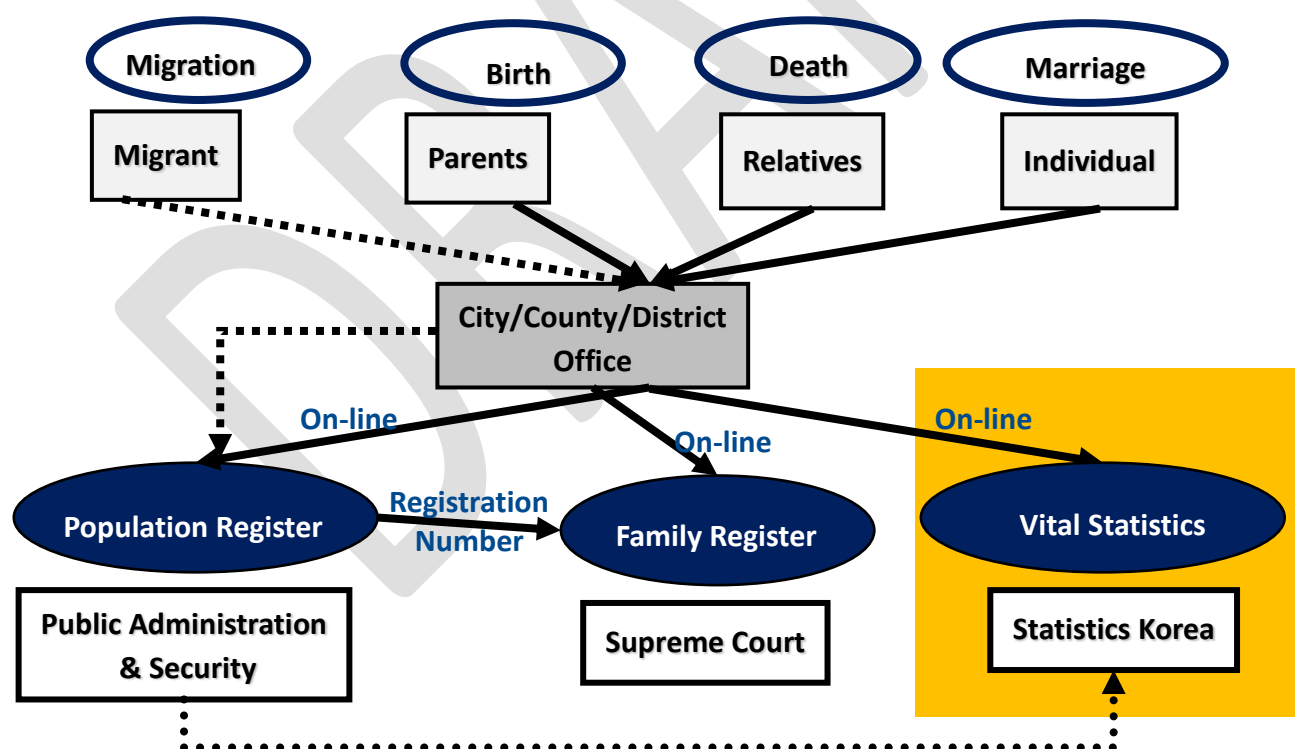 Migration
Birth
Death
Marriage
Migrant
Parents
Relatives
Individual
City/County/District
Office
On-line
On-line
On-line
Population Register
Registration
Number
Family Register
Vital Statistics
Public Administration
& Security
Supreme Court
Statistics Korea